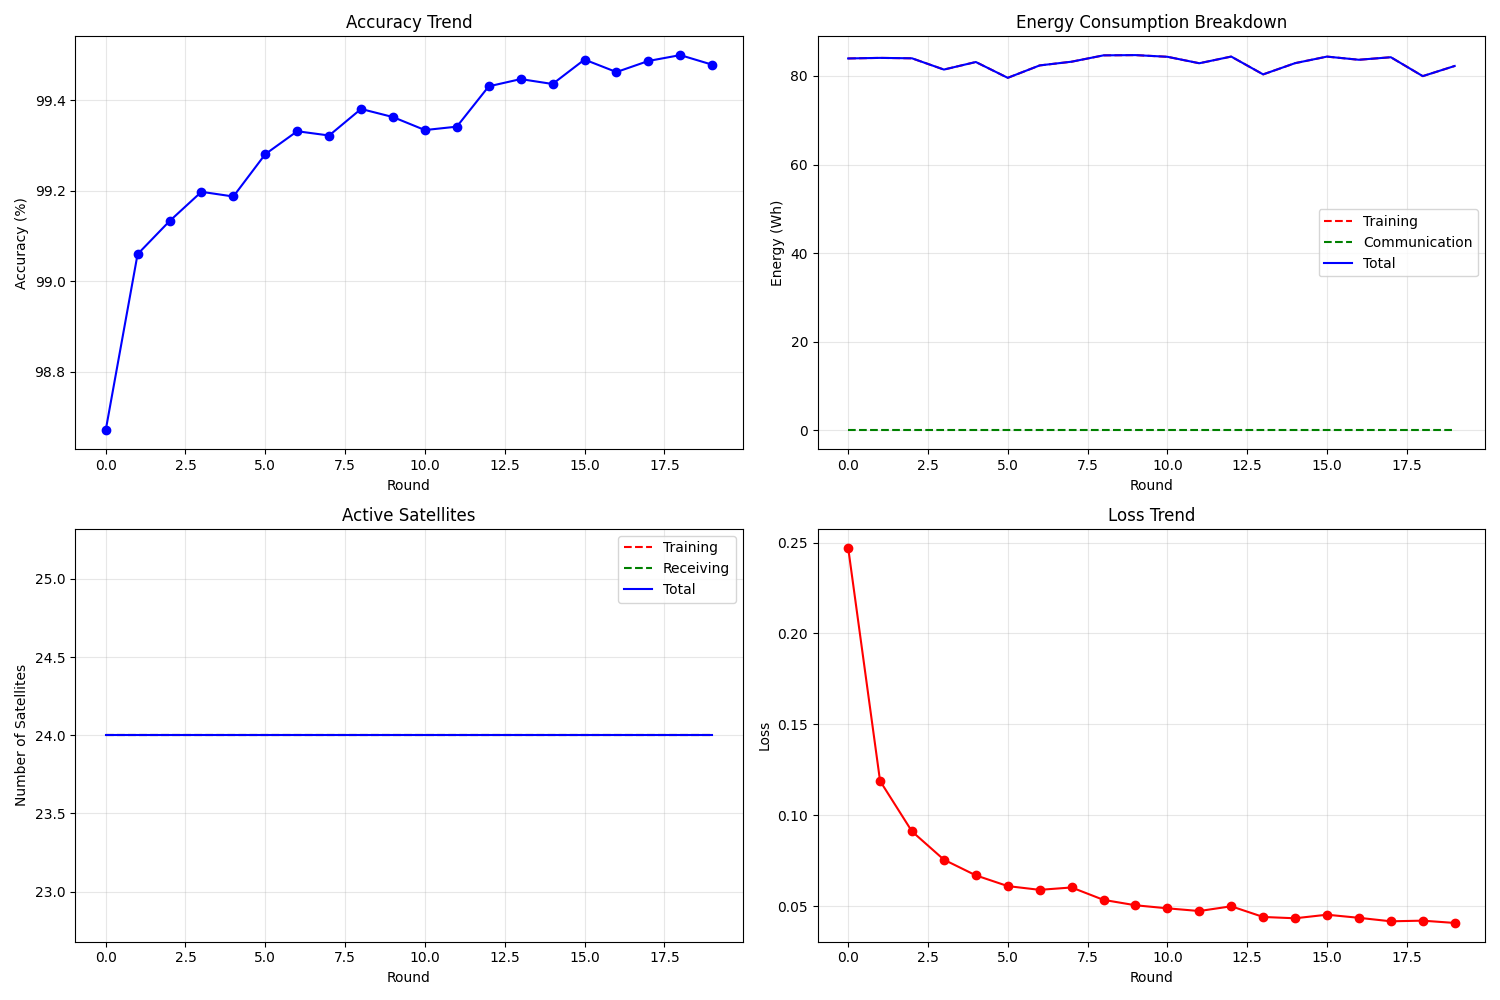 Accuracy Trend
Accuracy (%)
99.4
99.2
99.0
98.8
0.0 2.5 5.0 7.5 10.0 12.5 15.0 17.5
Round
Energy Consumption Breakdown
Energy (Wh)
80
60
40
20
0
Training
Communication
Total
0.0 2.5 5.0 7.5 10.0 12.5 15.0 17.5
Round
Active Satellites
Number of Satellites
25.0
24.5
24.0
23.5
23.0
Training
Receiving
Total
0.0 2.5 5.0 7.5 10.0 12.5 15.0 17.5
Round
Loss Trend
Loss
0.25
0.20
0.15
0.10
0.05
0.0 2.5 5.0 7.5 10.0 12.5 15.0 17.5
Round